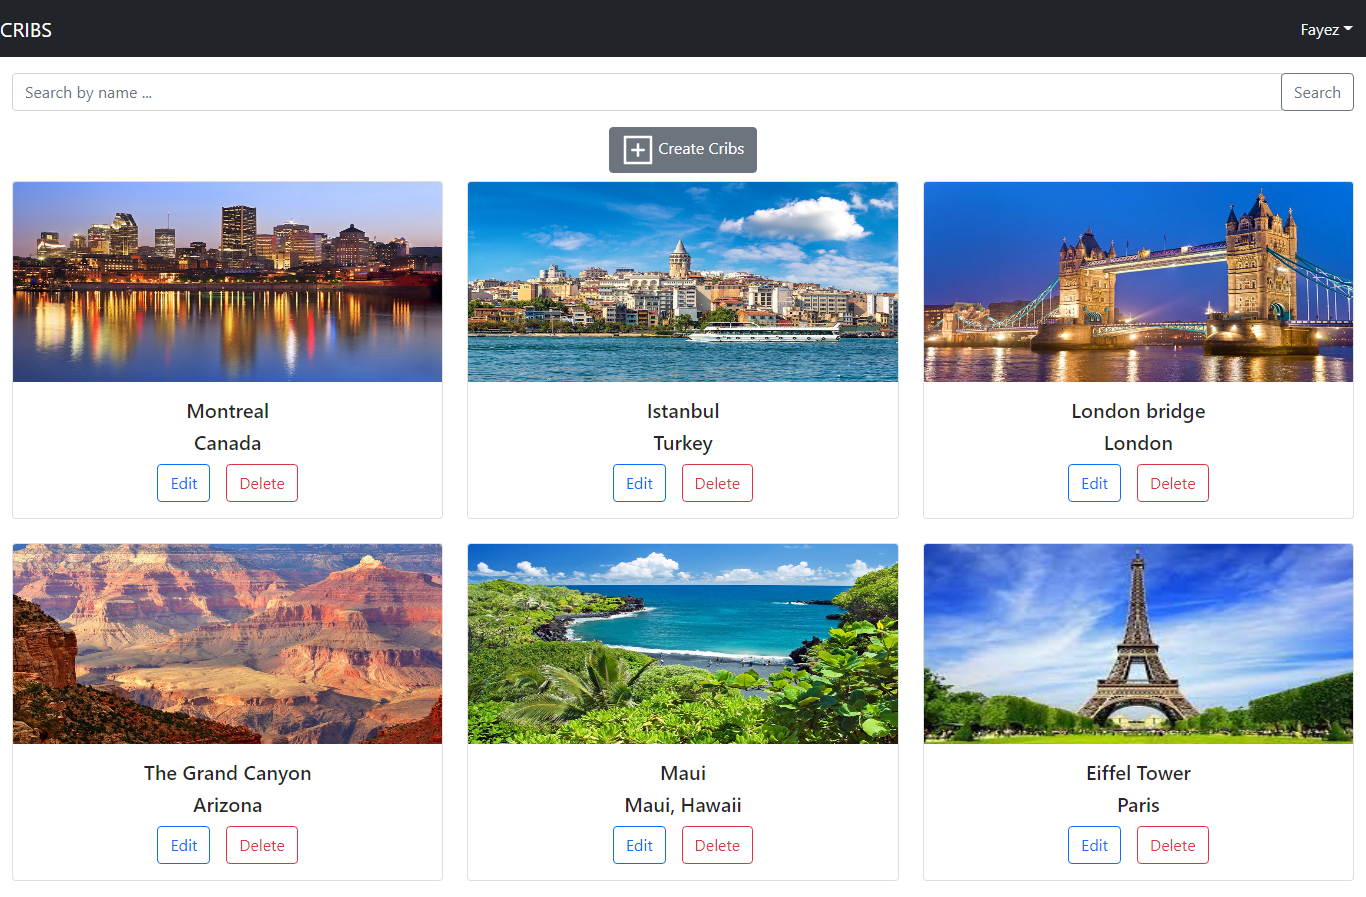 CRIBS
Fayez
Search by name ...
Search
Create Cribs
Montreal
Canada
Edit
Delete
Istanbul
Turkey
Edit
Delete
London bridge
London
Edit
Delete
The Grand Canyon
Arizona
Edit
Delete
Maui
Maui, Hawaii
Edit
Delete
Eiffel Tower
Paris
Edit
Delete